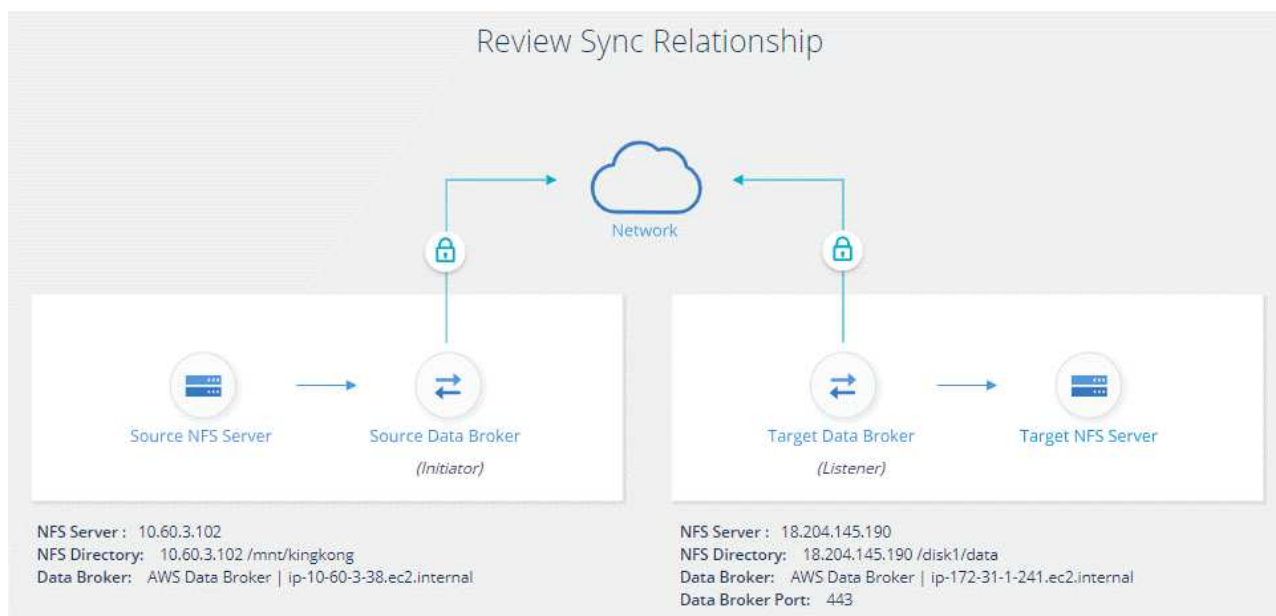 Review Sync Relationship
Network
Source NFS Server
Source Data Broker
(Initiator)
Target Data Broker
(Listener)
Target NFS Server
NFS Server : 10.60.3.102
NFS Directory: 10.60.3.102 /mnt/kingkong
Data Broker: AWS Data Broker | ip-10-60-3-38.ec2.internal
NFS Server : 18.204.145.190
NFS Directory: 18.204.145.190 /disk1/data
Data Broker: AWS Data Broker | ip-172-31-1-241.ec2.internal
Data Broker Port: 443